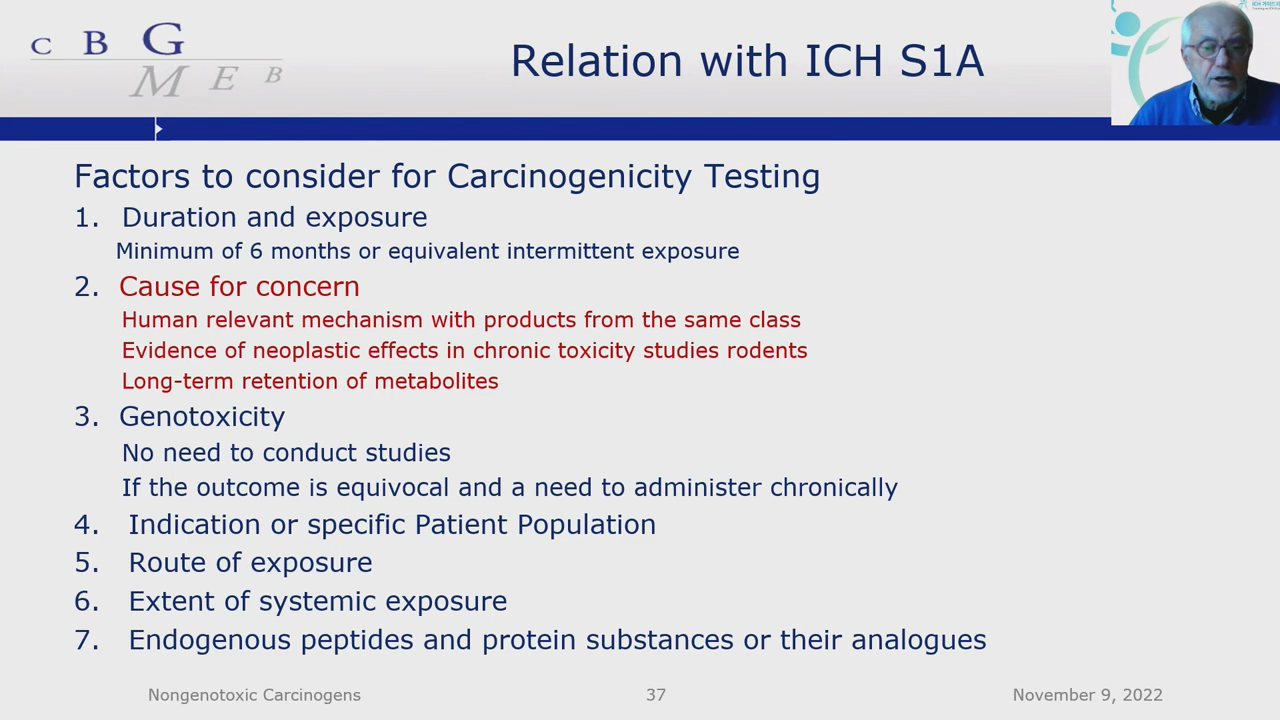 C B G
M E B
Relation with ICH S1A
Factors to consider for Carcinogenicity Testing
1. Duration and exposure
Minimum of 6 months or equivalent intermittent exposure
2. Cause for concern
Human relevant mechanism with products from the same class
Evidence of neoplastic effects in chronic toxicity studies rodents
Long-term retention of metabolites
3. Genotoxicity
No need to conduct studies
If the outcome is equivocal and a need to administer chronically
4. Indication or specific Patient Population
5. Route of exposure
6. Extent of systemic exposure
7. Endogenous peptides and protein substances or their analogues
Nongenotoxic Carcinogens
37
November 9, 2022